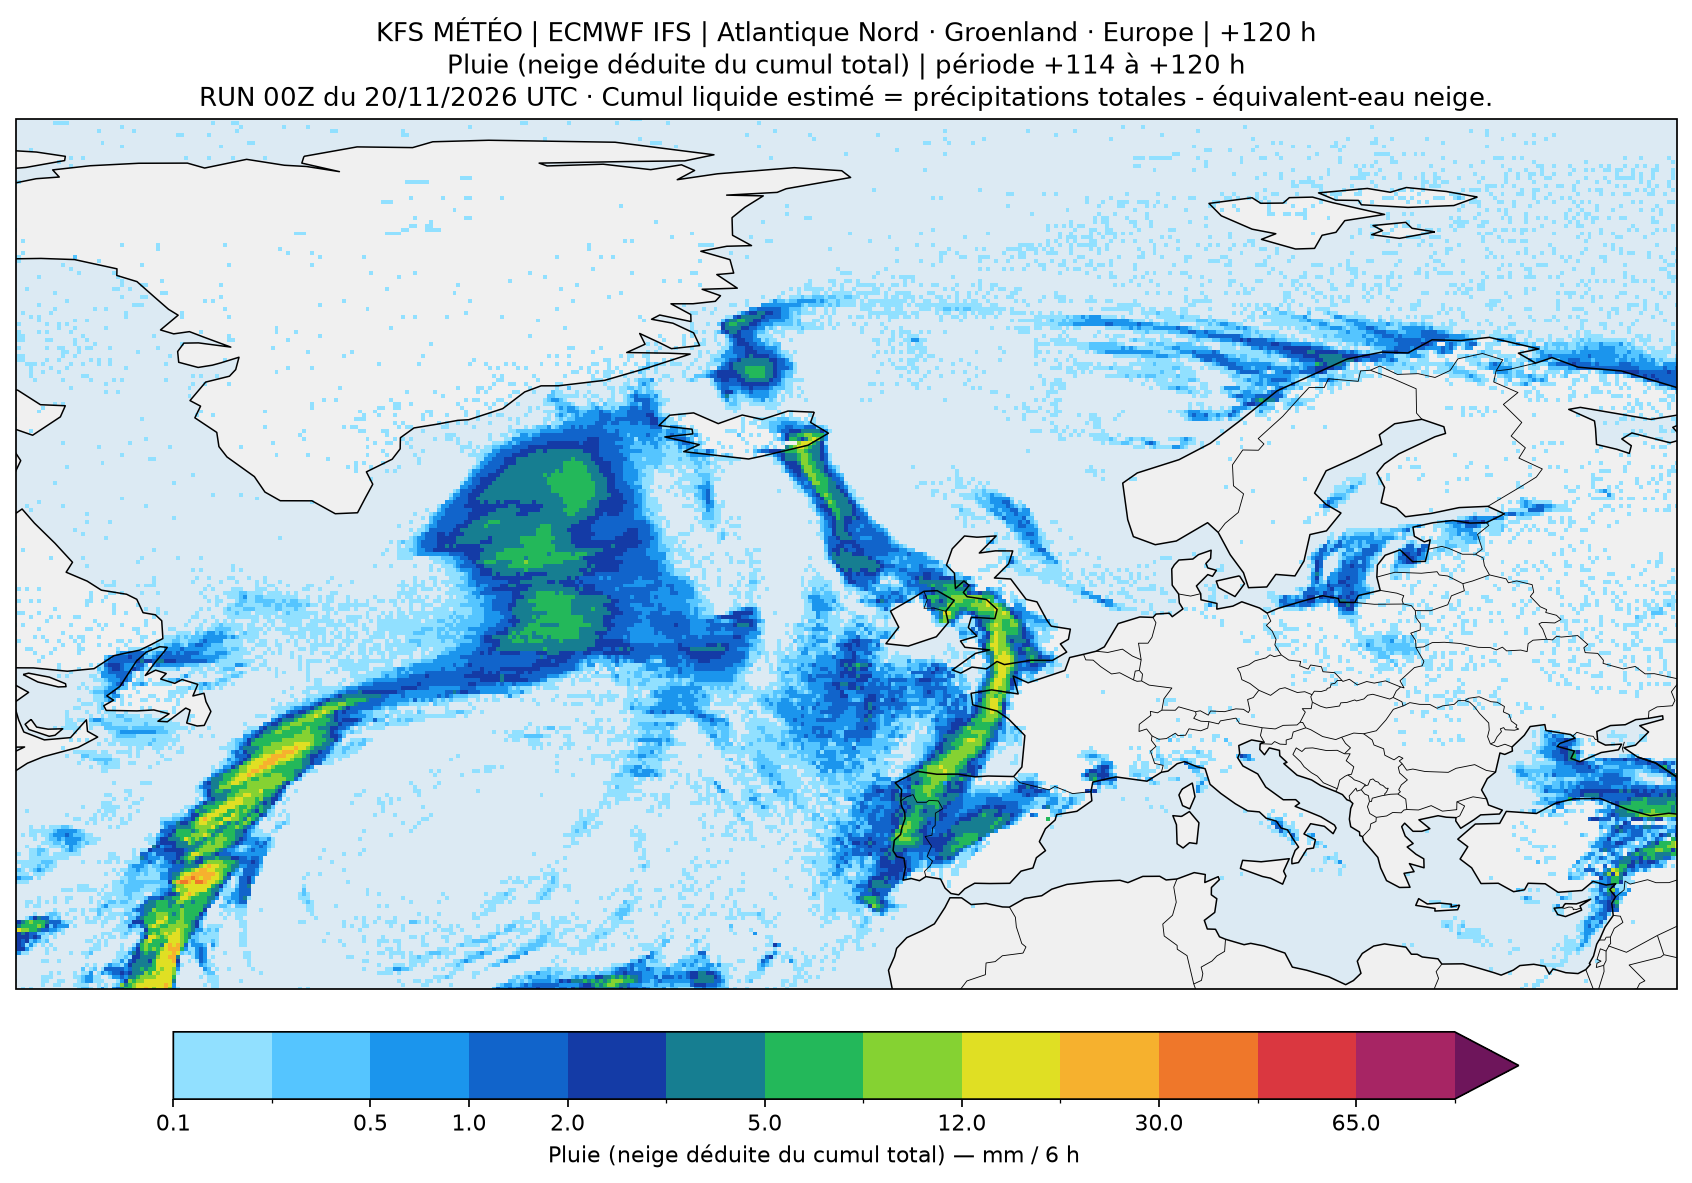 KFS MÉTÉO | ECMWF IFS | Atlantique Nord · Groenland · Europe | +120 h
Pluie (neige déduite du cumul total) | période +114 à +120 h
RUN 00Z du 20/11/2026 UTC · Cumul liquide estimé = précipitations totales - équivalent-eau neige.
0.1 0.5 1.0 2.0 5.0 12.0 30.0 65.0
Pluie (neige déduite du cumul total) — mm / 6 h